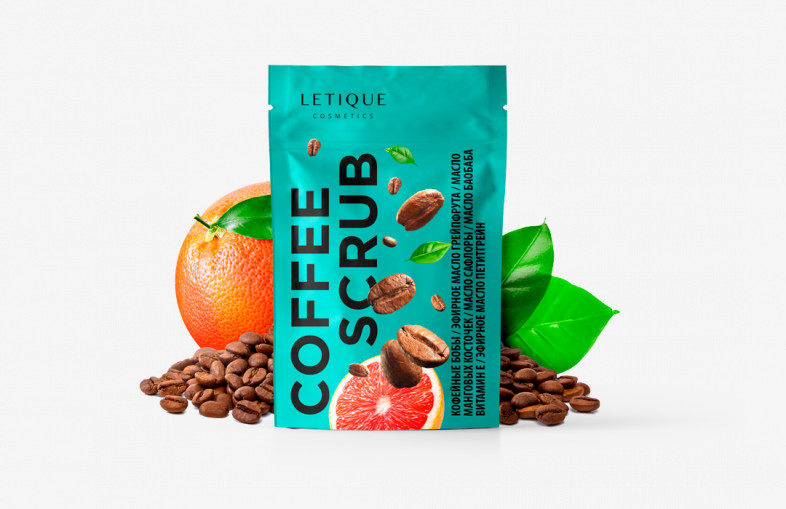 LETIQUE
COSMETICS
COFFEE
SCRUB
КОФЕЙНЫЕ БОБЫ / ЭФИРНОЕ МАСЛО ГРЕЙПФРУТА / МАСЛО
МАНГОВЫХ КОСТОЧЕК / МАСЛО САФЛОРЫ / МАСЛО БАОБАБА
ВИТАМИН Е / ЭФИРНОЕ МАСЛО ПЕТИТГРЕЙН